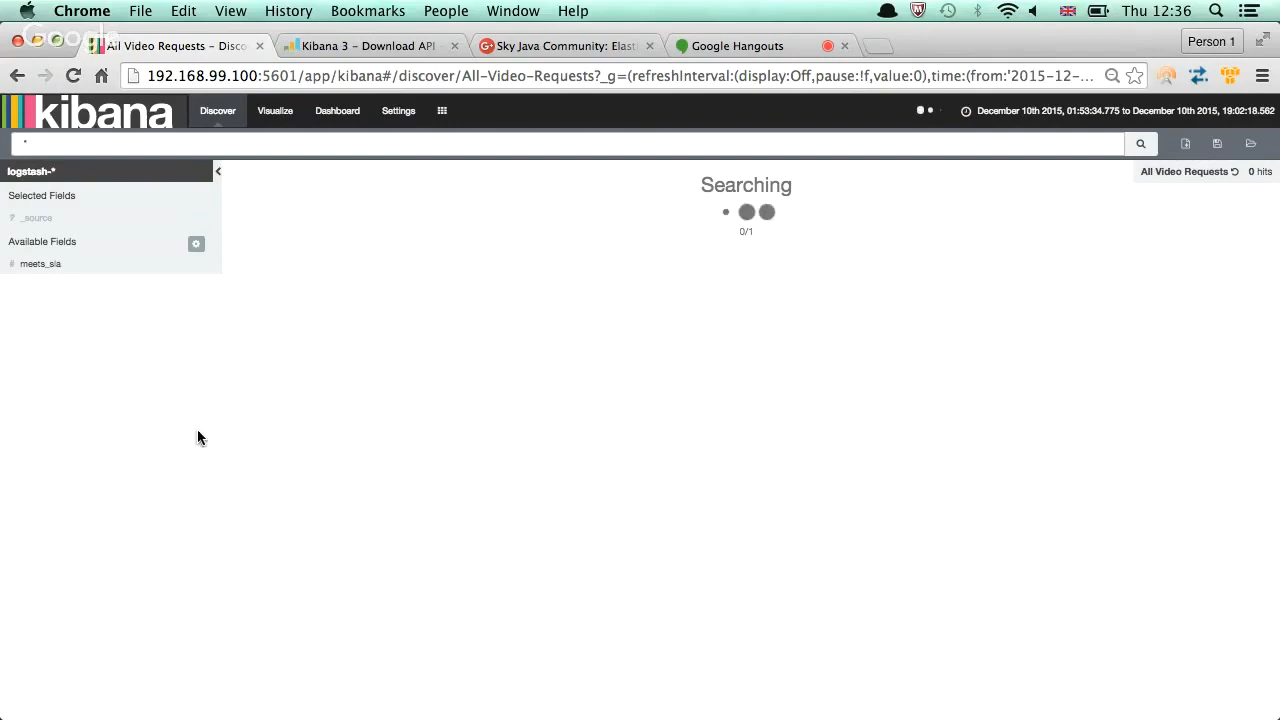 Chrome File Edit View History Bookmarks People Window Help Thu 12:36
Google
All Video Requests – Disco Kibana 3 – Download API – Sky Java Community: Elast Google Hangouts Person 1
192.168.99.100:5601/app/kibana#/discover/All-Video-Requests?_g=(refreshInterval:(display:Off,pause:!f,value:0),time:(from:'2015-12-...
kibana Discover Visualize Dashboard Settings December 10th 2015, 01:53:34.775 to December 10th 2015, 19:02:18.562
*
logstash-* Searching All Video Requests 0 hits
Selected Fields
? _source
0/1
Available Fields
# meets_sla